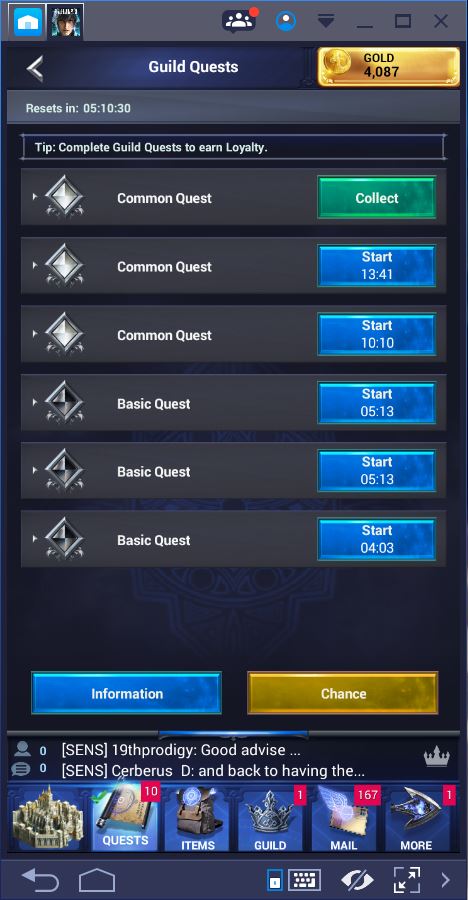 Guild Quests
GOLD
4,087
Resets in: 05:10:30
Tip: Complete Guild Quests to earn Loyalty.
Common Quest
Collect
Common Quest
Start
13:41
Common Quest
Start
10:10
Basic Quest
Start
05:13
Basic Quest
Start
05:13
Basic Quest
Start
04:03
Information
Chance
0 [SENS] 19thprodigy: Good advise ...
0 [SENS] Cerberus D: and back to having the...
10
1
167
1
QUESTS
ITEMS
GUILD
MAIL
MORE